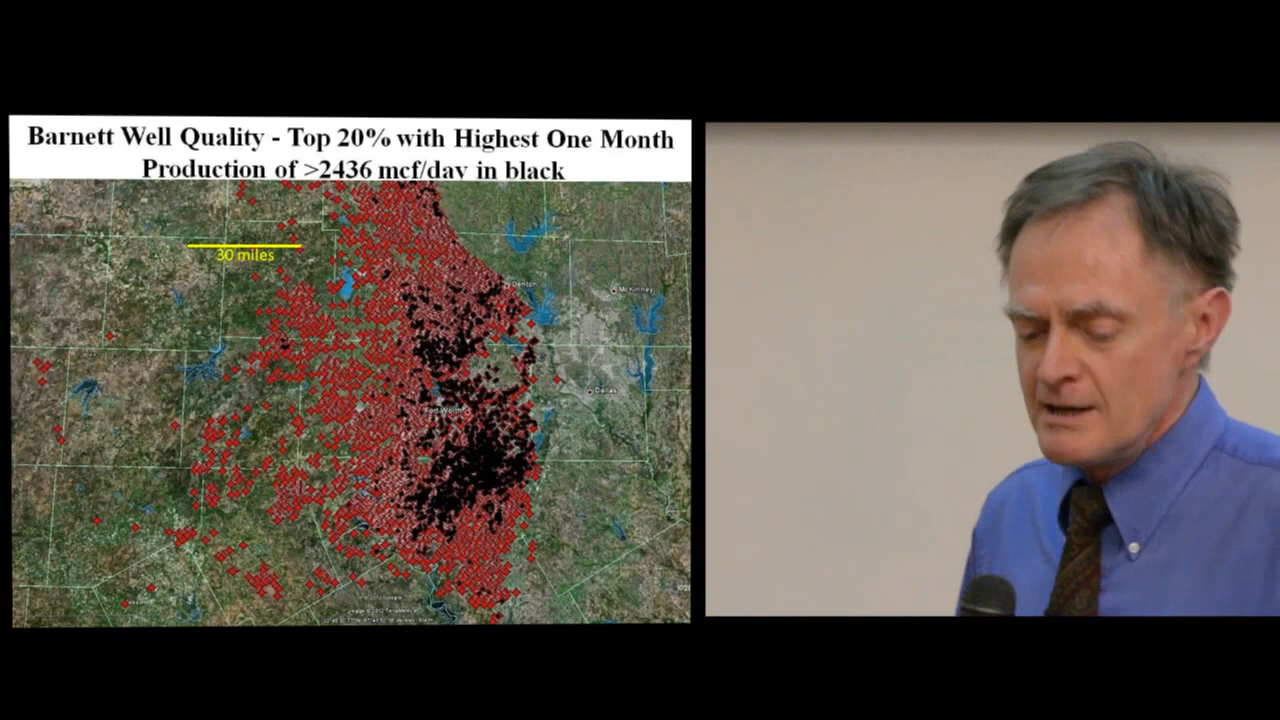 Barnett Well Quality - Top 20% with Highest One Month
Production of >2436 mcf/day in black
30 miles
Denton
McKinney
Dallas
Fort Worth